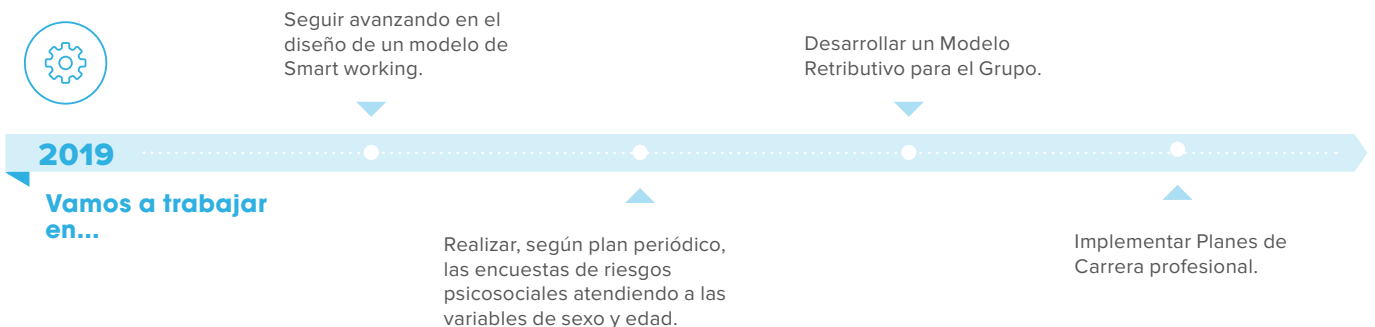 Seguir avanzando en el
diseño de un modelo de
Smart working.
Desarrollar un Modelo
Retributivo para el Grupo.
2019
Vamos a trabajar
en...
Realizar, según plan periódico,
las encuestas de riesgos
psicosociales atendiendo a las
variables de sexo y edad.
Implementar Planes de
Carrera profesional.